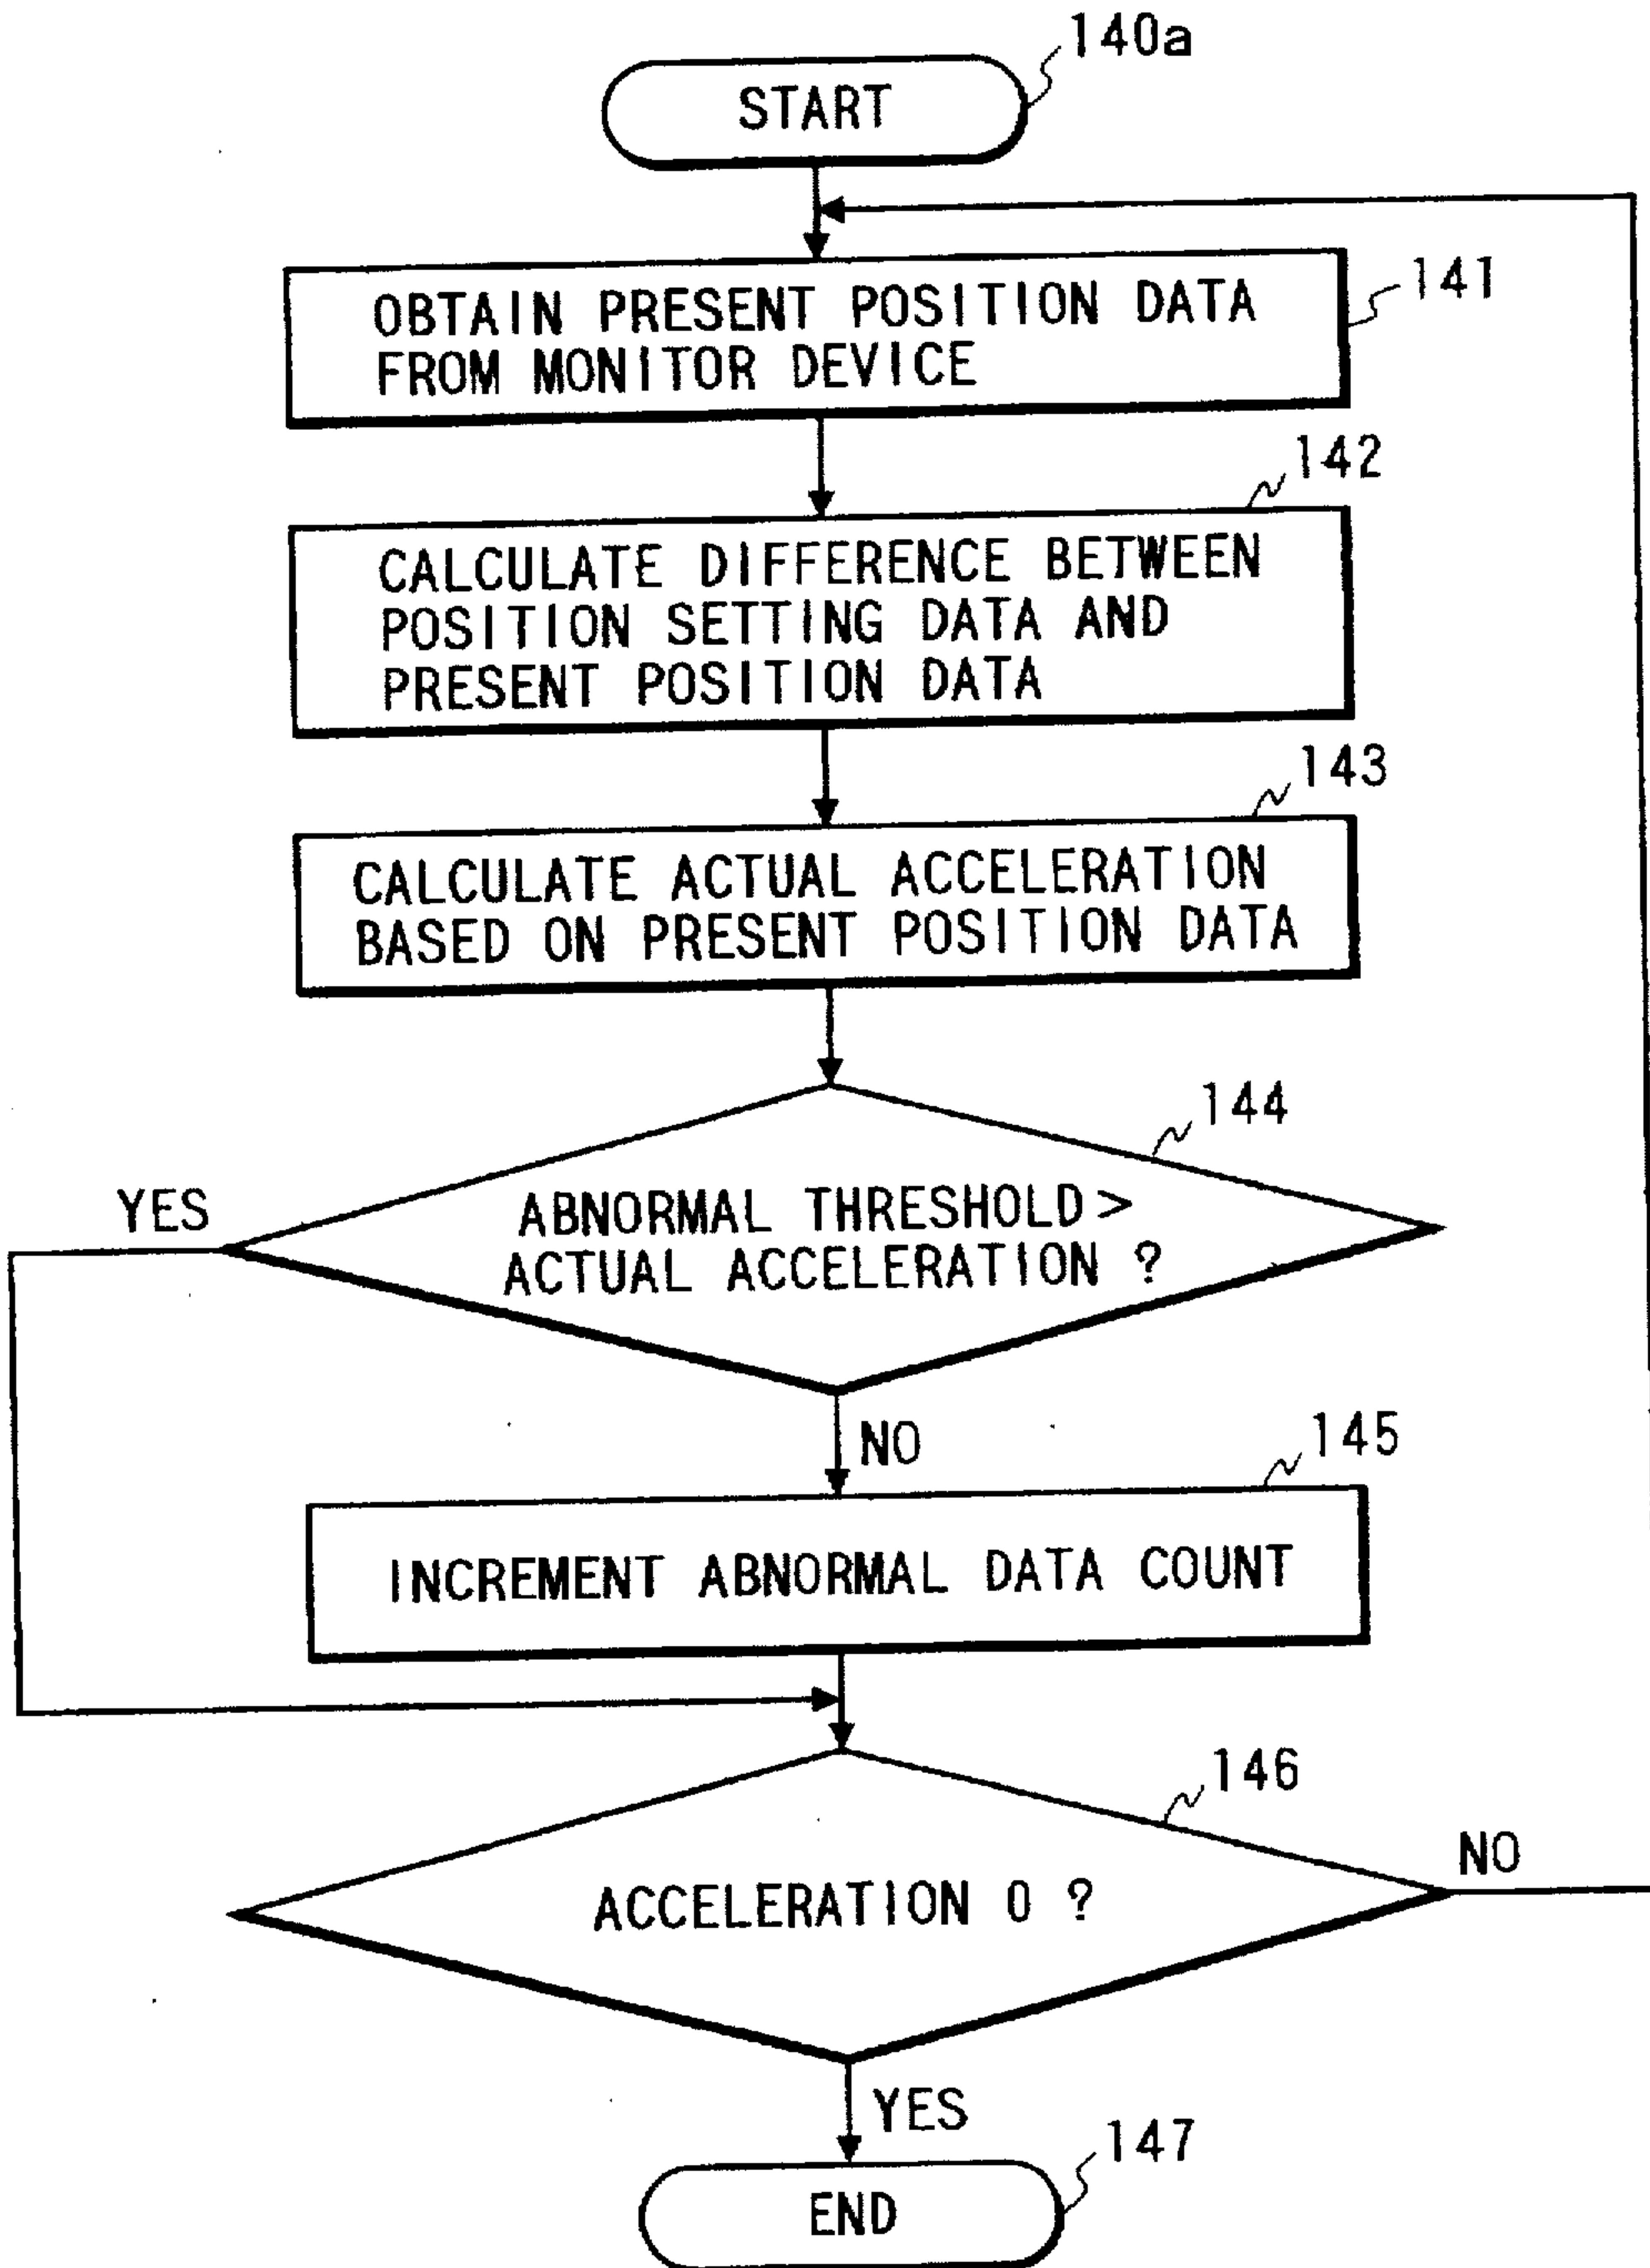 140a
START
OBTAIN PRESENT POSITION DATA
FROM MONITOR DEVICE
141
142
CALCULATE DIFFERENCE BETWEEN
POSITION SETTING DATA AND
PRESENT POSITION DATA
143
CALCULATE ACTUAL ACCELERATION
BASED ON PRESENT POSITION DATA
144
YES
ABNORMAL THRESHOLD >
ACTUAL ACCELERATION ?
NO
145
INCREMENT ABNORMAL DATA COUNT
146
NO
ACCELERATION 0 ?
YES
147
END